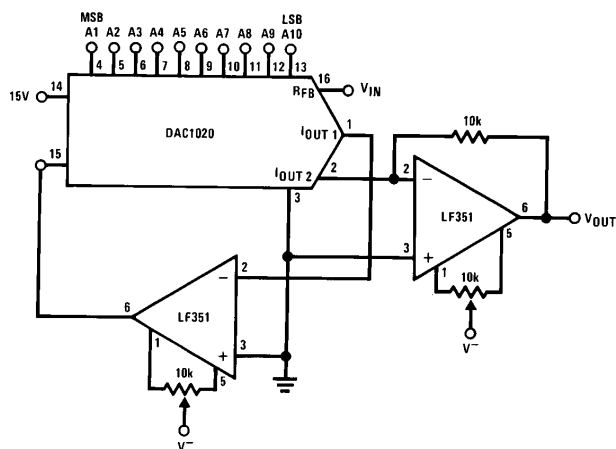 MSB LSB
A1 A2 A3 A4 A5 A6 A7 A8 A9 A10
4 5 6 7 8 9 10 11 12 13
14 16
15V RFB VIN
DAC1020
IOUT 1 1
10k
15
IOUT 2 2
3
2 −
6
LF351 VOUT
5
3 +
1
10k
V−
2 −
6
LF351
1
3 +
5
10k
V−